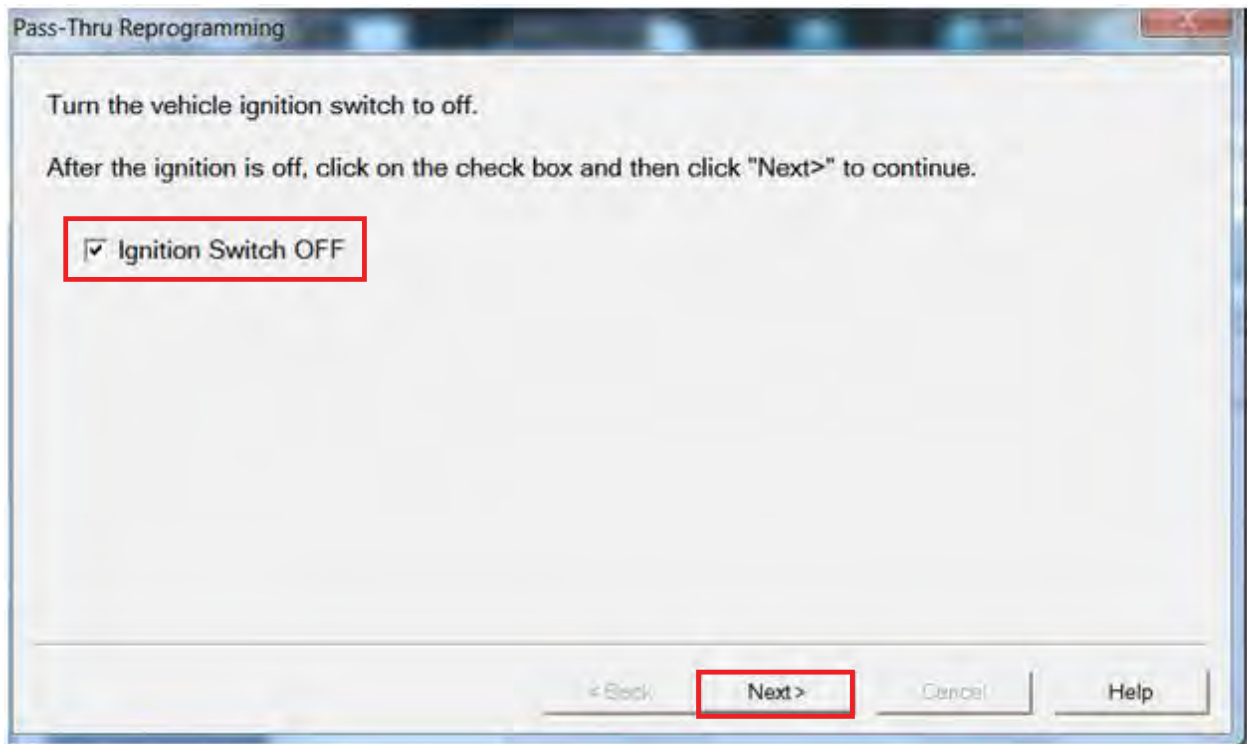 Pass-Thru Reprogramming
Turn the vehicle ignition switch to off.
After the ignition is off, click on the check box and then click "Next>" to continue.
Ignition Switch OFF
< Back Next > Cancel Help